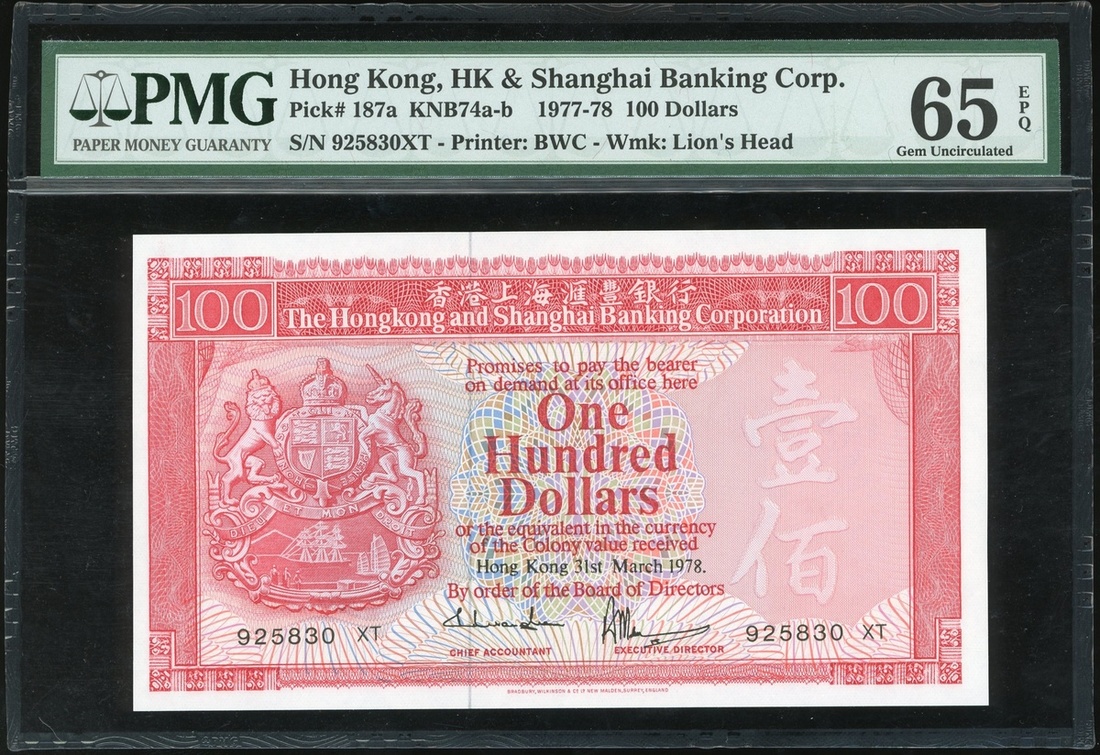 PMG
PAPER MONEY GUARANTY
Hong Kong, HK & Shanghai Banking Corp.
Pick# 187a KNB74a-b 1977-78 100 Dollars
S/N 925830XT - Printer: BWC - Wmk: Lion's Head
65
EPQ
Gem Uncirculated
100
香港上海滙豐銀行
The Hongkong and Shanghai Banking Corporation
100
Promises to pay the bearer
on demand at its office here
One
Hundred
Dollars
or the equivalent in the currency
of the Colony value received
Hong Kong 31st March 1978.
By order of the Board of Directors
壹
佰
DIEU ET MON DROIT
925830 XT
CHIEF ACCOUNTANT
EXECUTIVE DIRECTOR
925830 XT
BRADBURY, WILKINSON & Cº Lº NEW MALDEN, SURREY, ENGLAND